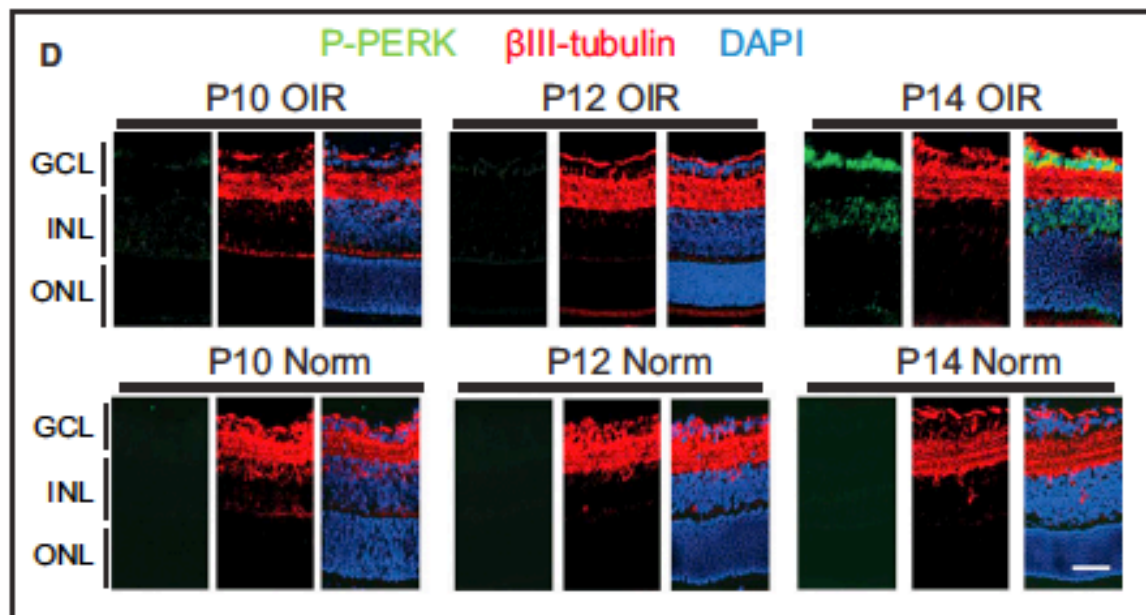 D
P-PERK βIII-tubulin DAPI
P10 OIR P12 OIR P14 OIR
GCL
INL
ONL
P10 Norm P12 Norm P14 Norm
GCL
INL
ONL